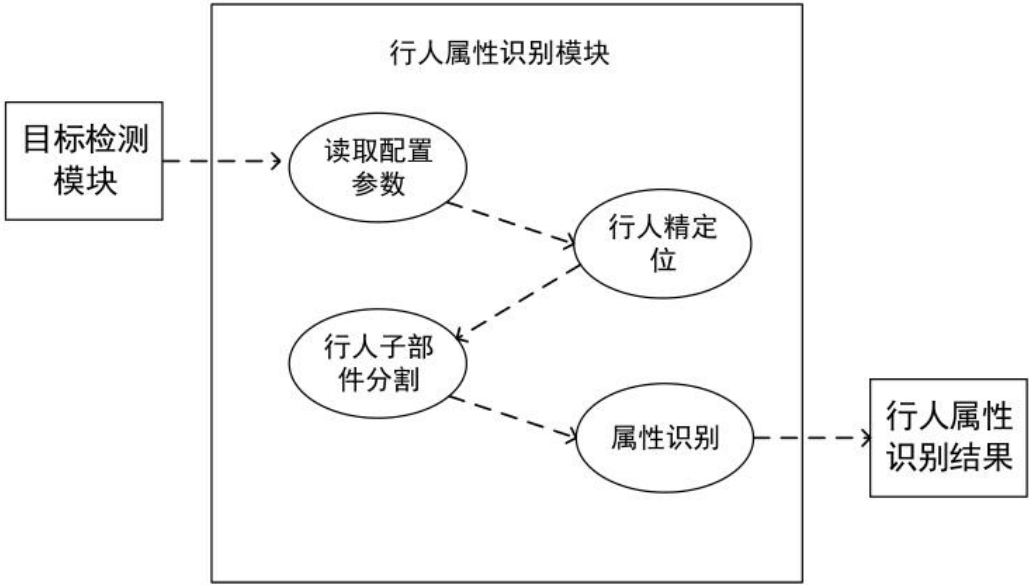 行人属性识别模块
目标检测
模块
读取配置
参数
行人精定
位
行人子部
件分割
属性识别
行人属性
识别结果